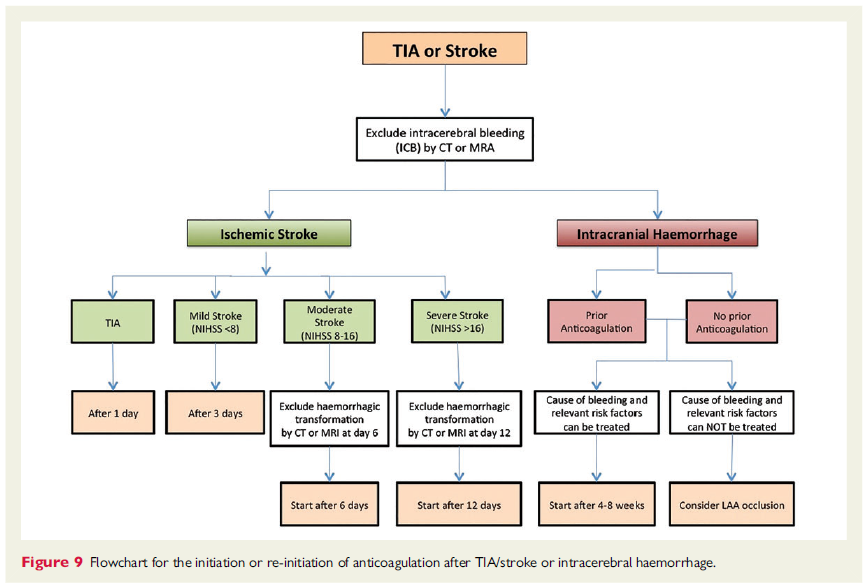 TIA or Stroke
Exclude intracerebral bleeding
(ICB) by CT or MRA
Ischemic Stroke
Intracranial Haemorrhage
TIA
Mild Stroke
(NIHSS <8)
Moderate
Stroke
(NIHSS 8-16)
Severe Stroke
(NIHSS >16)
Prior
Anticoagulation
No prior
Anticoagulation
After 1 day
After 3 days
Exclude haemorrhagic
transformation
by CT or MRI at day 6
Exclude haemorrhagic
transformation
by CT or MRI at day 12
Cause of bleeding and
relevant risk factors
can be treated
Cause of bleeding and
relevant risk factors
can NOT be treated
Start after 6 days
Start after 12 days
Start after 4-8 weeks
Consider LAA occlusion
Figure 9 Flowchart for the initiation or re-initiation of anticoagulation after TIA/stroke or intracerebral haemorrhage.